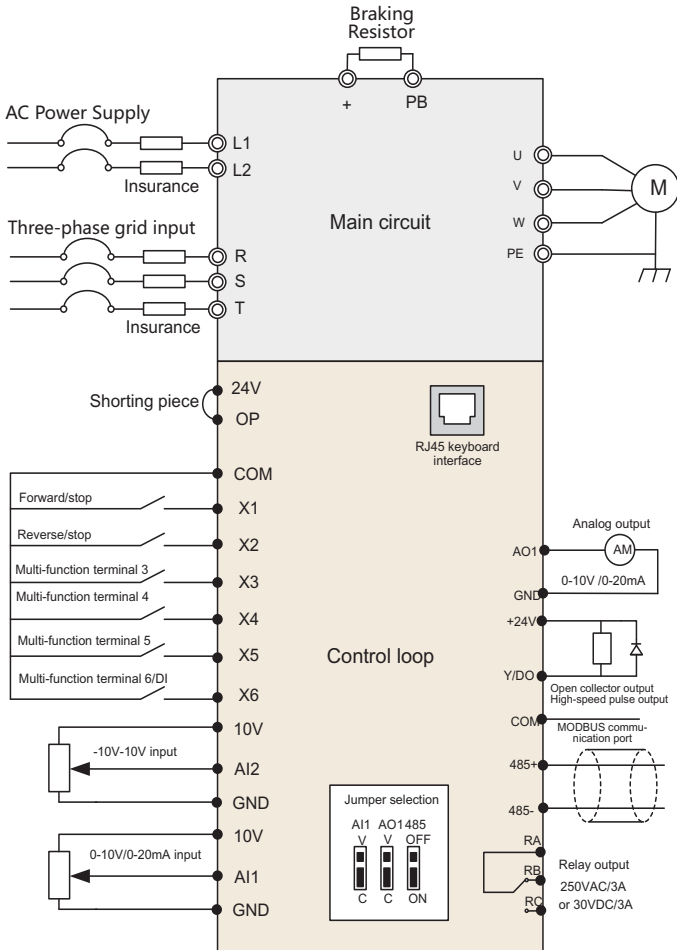 Braking
Resistor
+
PB
AC Power Supply
L1
L2
Insurance
Three-phase grid input
R
S
T
Insurance
Main circuit
U
V
W
PE
M
Shorting piece
24V
OP
RJ45 keyboard
interface
COM
Forward/stop
X1
Reverse/stop
X2
Multi-function terminal 3
X3
Multi-function terminal 4
X4
Multi-function terminal 5
X5
Multi-function terminal 6/DI
X6
10V
-10V-10V input
AI2
GND
10V
0-10V/0-20mA input
AI1
GND
Control loop
Jumper selection
AI1 AO1 485
V V OFF
C C ON
Analog output
AO1
AM
0-10V /0-20mA
GND
+24V
Y/DO
Open collector output
High-speed pulse output
COM
MODBUS commu-
nication port
485+
485-
RA
Relay output
RB
250VAC/3A
RC
or 30VDC/3A